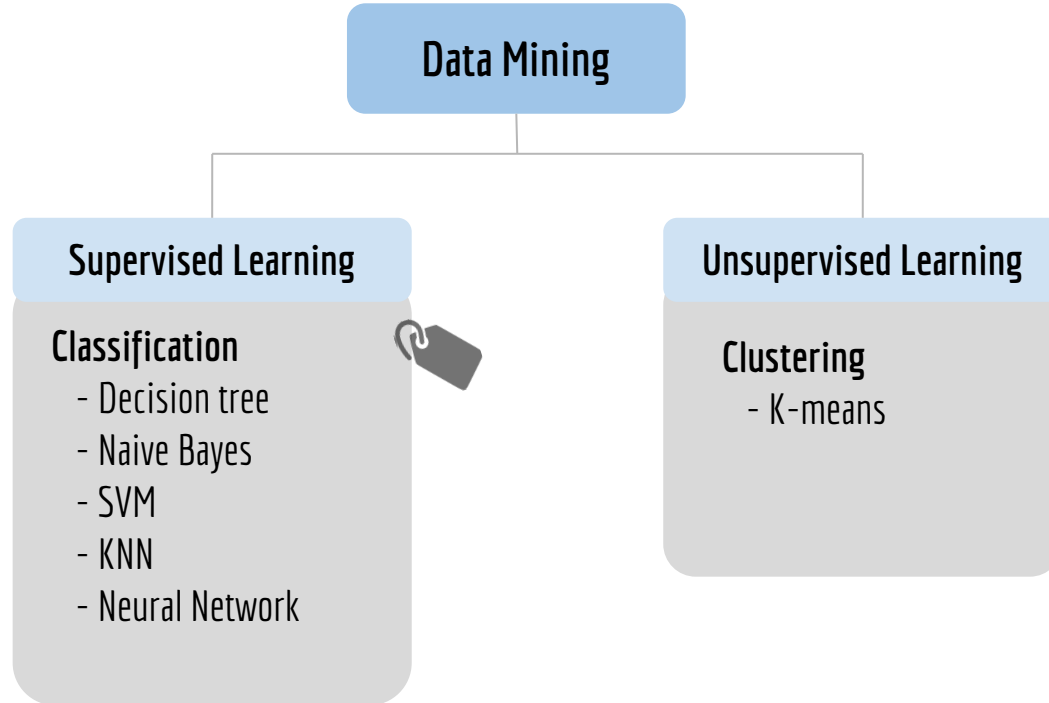 Data Mining
Supervised Learning
Classification
- Decision tree
- Naive Bayes
- SVM
- KNN
- Neural Network
Unsupervised Learning
Clustering
- K-means